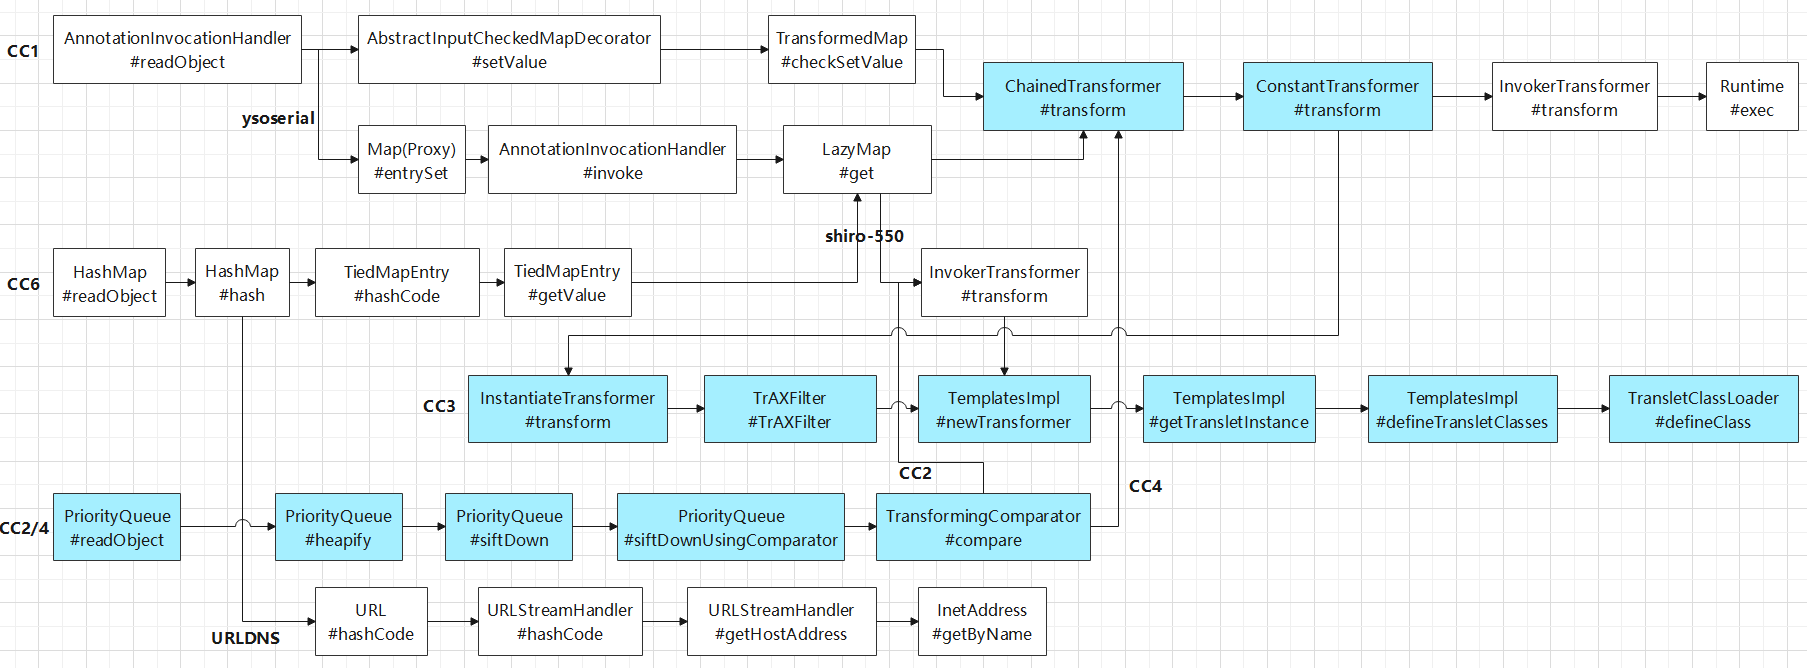 CC1
AnnotationInvocationHandler
#readObject
AbstractInputCheckedMapDecorator
#setValue
TransformedMap
#checkSetValue
ChainedTransformer
#transform
ConstantTransformer
#transform
InvokerTransformer
#transform
Runtime
#exec
ysoserial
Map(Proxy)
#entrySet
AnnotationInvocationHandler
#invoke
LazyMap
#get
shiro-550
CC6
HashMap
#readObject
HashMap
#hash
TiedMapEntry
#hashCode
TiedMapEntry
#getValue
InvokerTransformer
#transform
CC3
InstantiateTransformer
#transform
TrAXFilter
#TrAXFilter
TemplatesImpl
#newTransformer
TemplatesImpl
#getTransletInstance
TemplatesImpl
#defineTransletClasses
TransletClassLoader
#defineClass
CC2
CC4
CC2/4
PriorityQueue
#readObject
PriorityQueue
#heapify
PriorityQueue
#siftDown
PriorityQueue
#siftDownUsingComparator
TransformingComparator
#compare
URLDNS
URL
#hashCode
URLStreamHandler
#hashCode
URLStreamHandler
#getHostAddress
InetAddress
#getByName